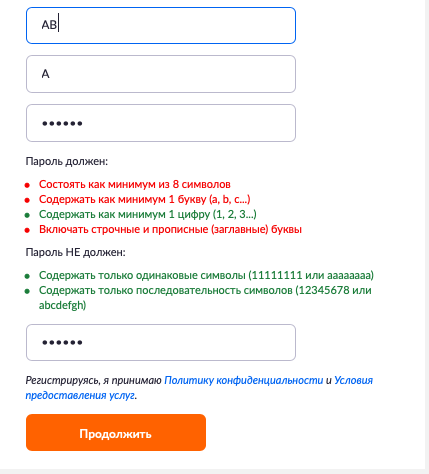 АВ
А
••••••
Пароль должен:
• Состоять как минимум из 8 символов
• Содержать как минимум 1 букву (a, b, c...)
• Содержать как минимум 1 цифру (1, 2, 3...)
• Включать строчные и прописные (заглавные) буквы
Пароль НЕ должен:
• Содержать только одинаковые символы (11111111 или aaaaaaaa)
• Содержать только последовательность символов (12345678 или
abcdefgh)
••••••
Регистрируясь, я принимаю Политику конфиденциальности и Условия
предоставления услуг.
Продолжить